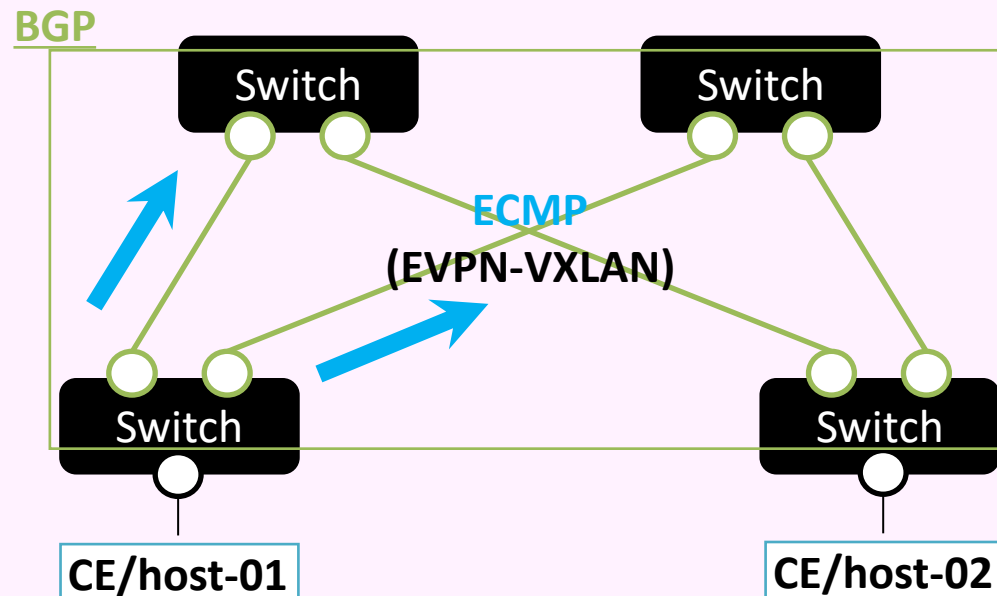 BGP
Switch
Switch
ECMP
(EVPN-VXLAN)
Switch
Switch
CE/host-01
CE/host-02